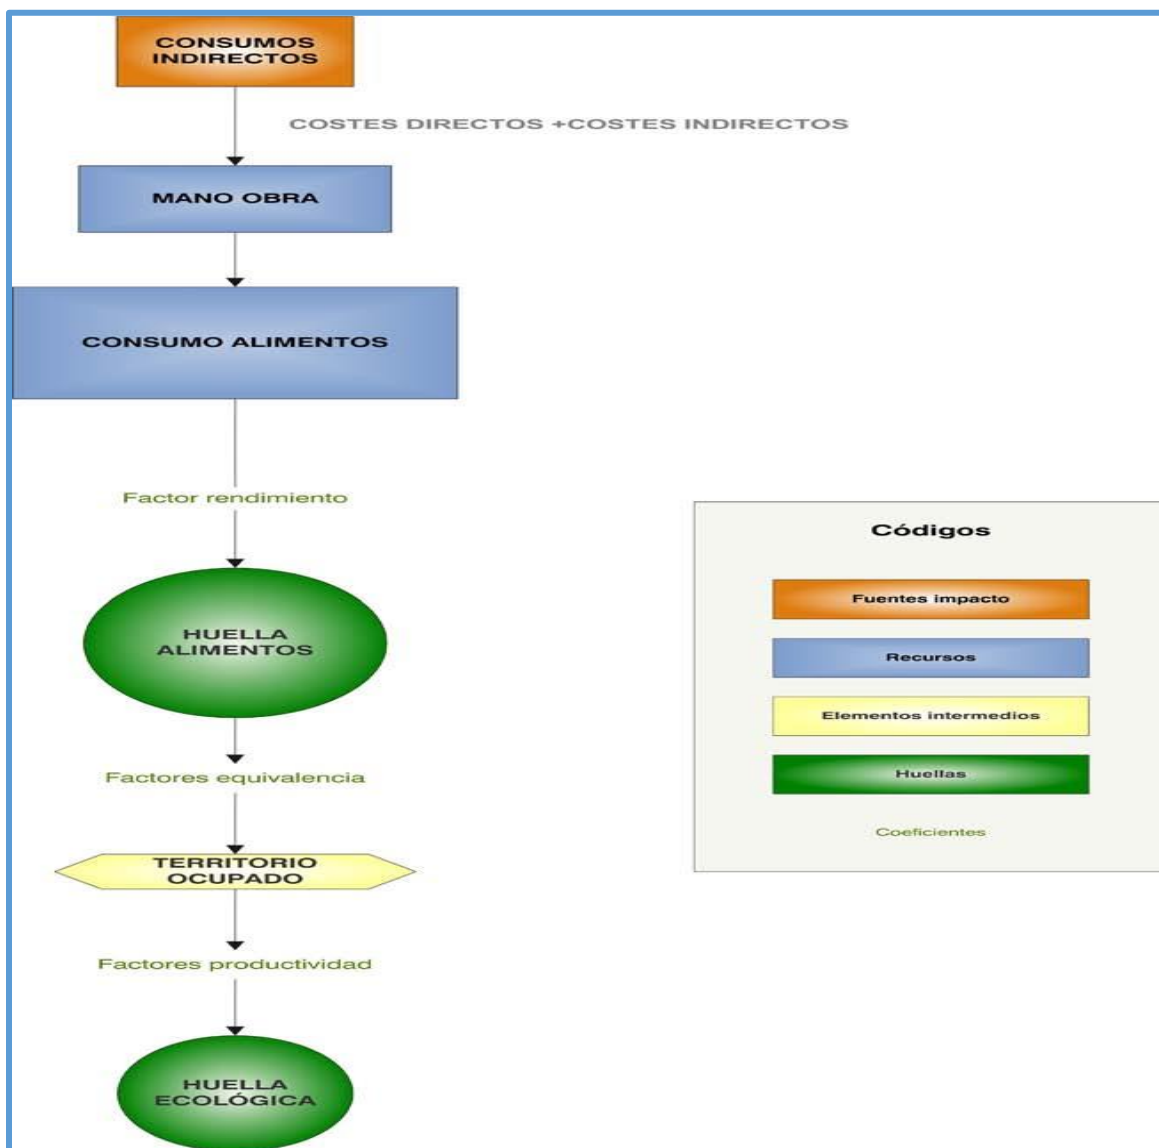 CONSUMOS
INDIRECTOS
COSTES DIRECTOS +COSTES INDIRECTOS
MANO OBRA
CONSUMO ALIMENTOS
Factor rendimiento
HUELLA
ALIMENTOS
Factores equivalencia
TERRITORIO
OCUPADO
Factores productividad
HUELLA
ECOLÓGICA
Códigos
Fuentes impacto
Recursos
Elementos intermedios
Huellas
Coeficientes